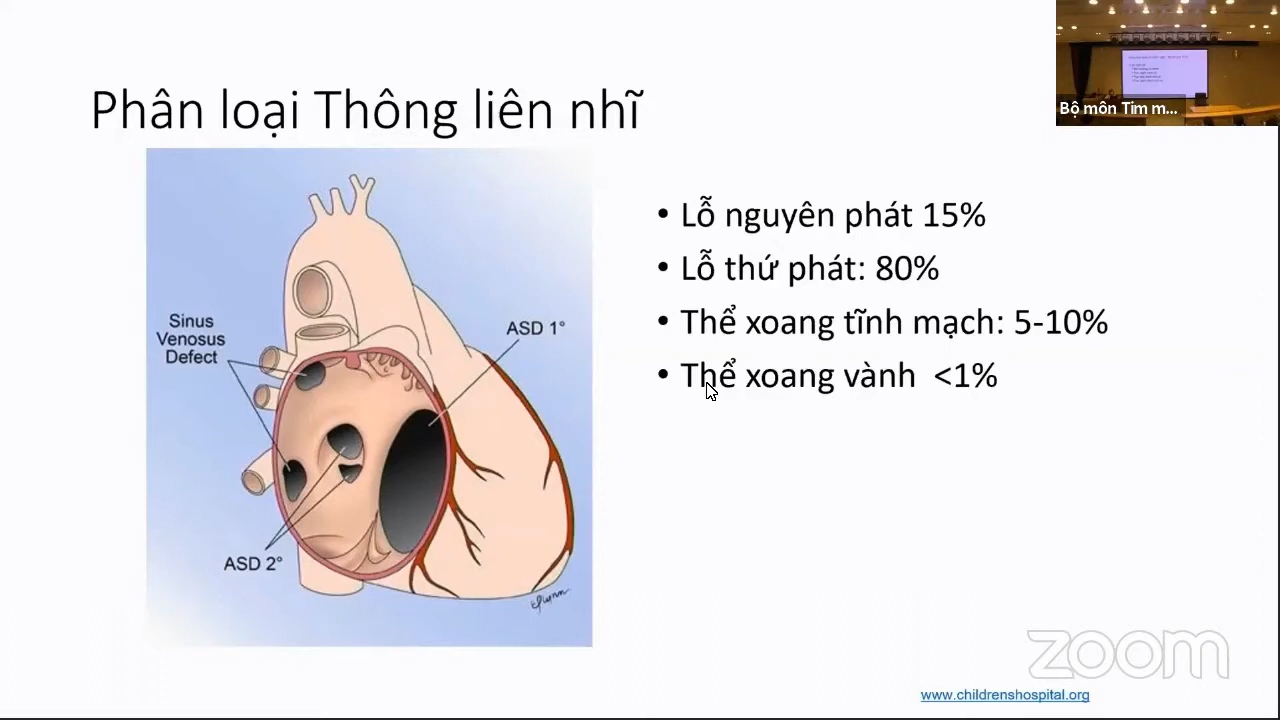 Phân loại Thông liên nhĩ
Bộ môn Tim m...
Sinus
Venosus
Defect
ASD 1°
ASD 2°
• Lỗ nguyên phát 15%
• Lỗ thứ phát: 80%
• Thể xoang tĩnh mạch: 5-10%
• Thể xoang vành <1%
zoom
www.childrenshospital.org